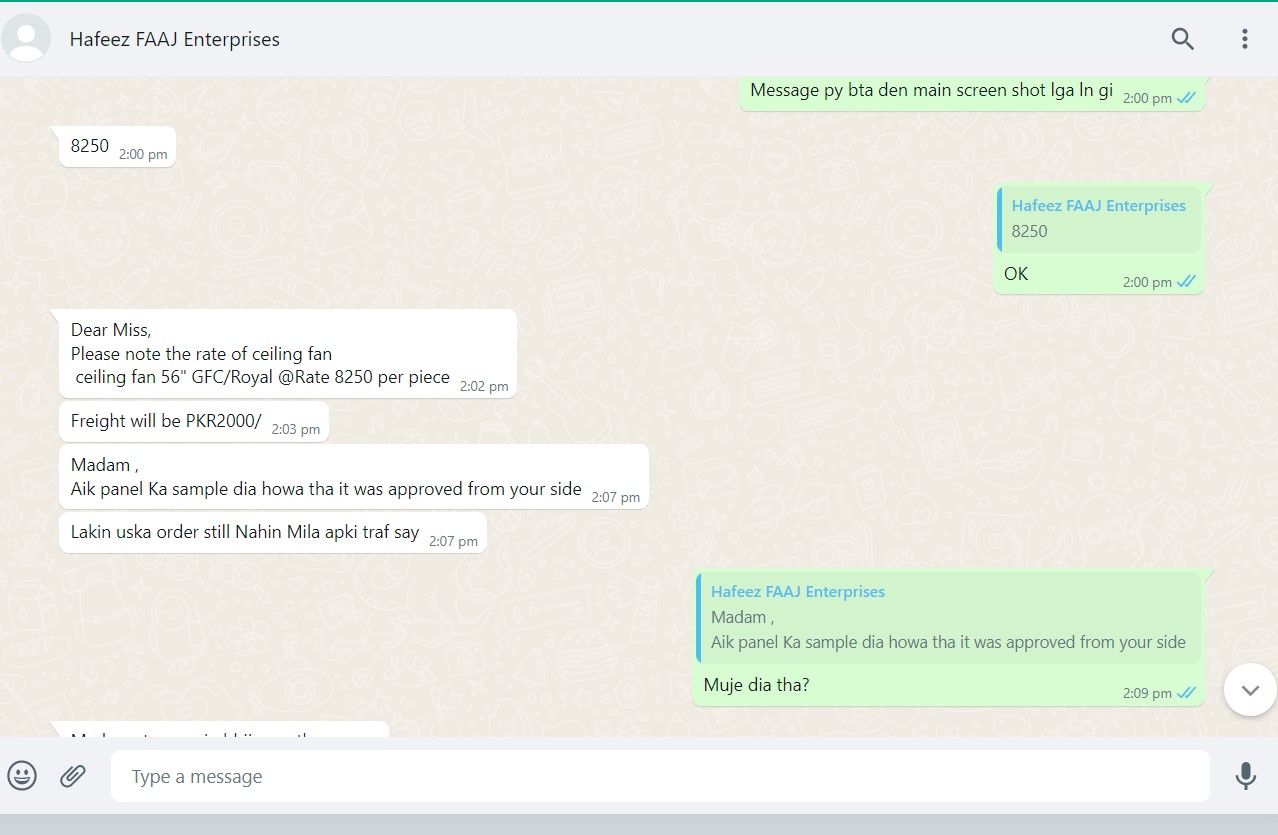 Hafeez FAAJ Enterprises
Message py bta den main screen shot lga ln gi 2:00 pm
8250 2:00 pm
Hafeez FAAJ Enterprises
8250
OK 2:00 pm
Dear Miss,
Please note the rate of ceiling fan
ceiling fan 56" GFC/Royal @Rate 8250 per piece 2:02 pm
Freight will be PKR2000/ 2:03 pm
Madam ,
Aik panel Ka sample dia howa tha it was approved from your side 2:07 pm
Lakin uska order still Nahin Mila apki traf say 2:07 pm
Hafeez FAAJ Enterprises
Madam ,
Aik panel Ka sample dia howa tha it was approved from your side
Muje dia tha? 2:09 pm
Type a message